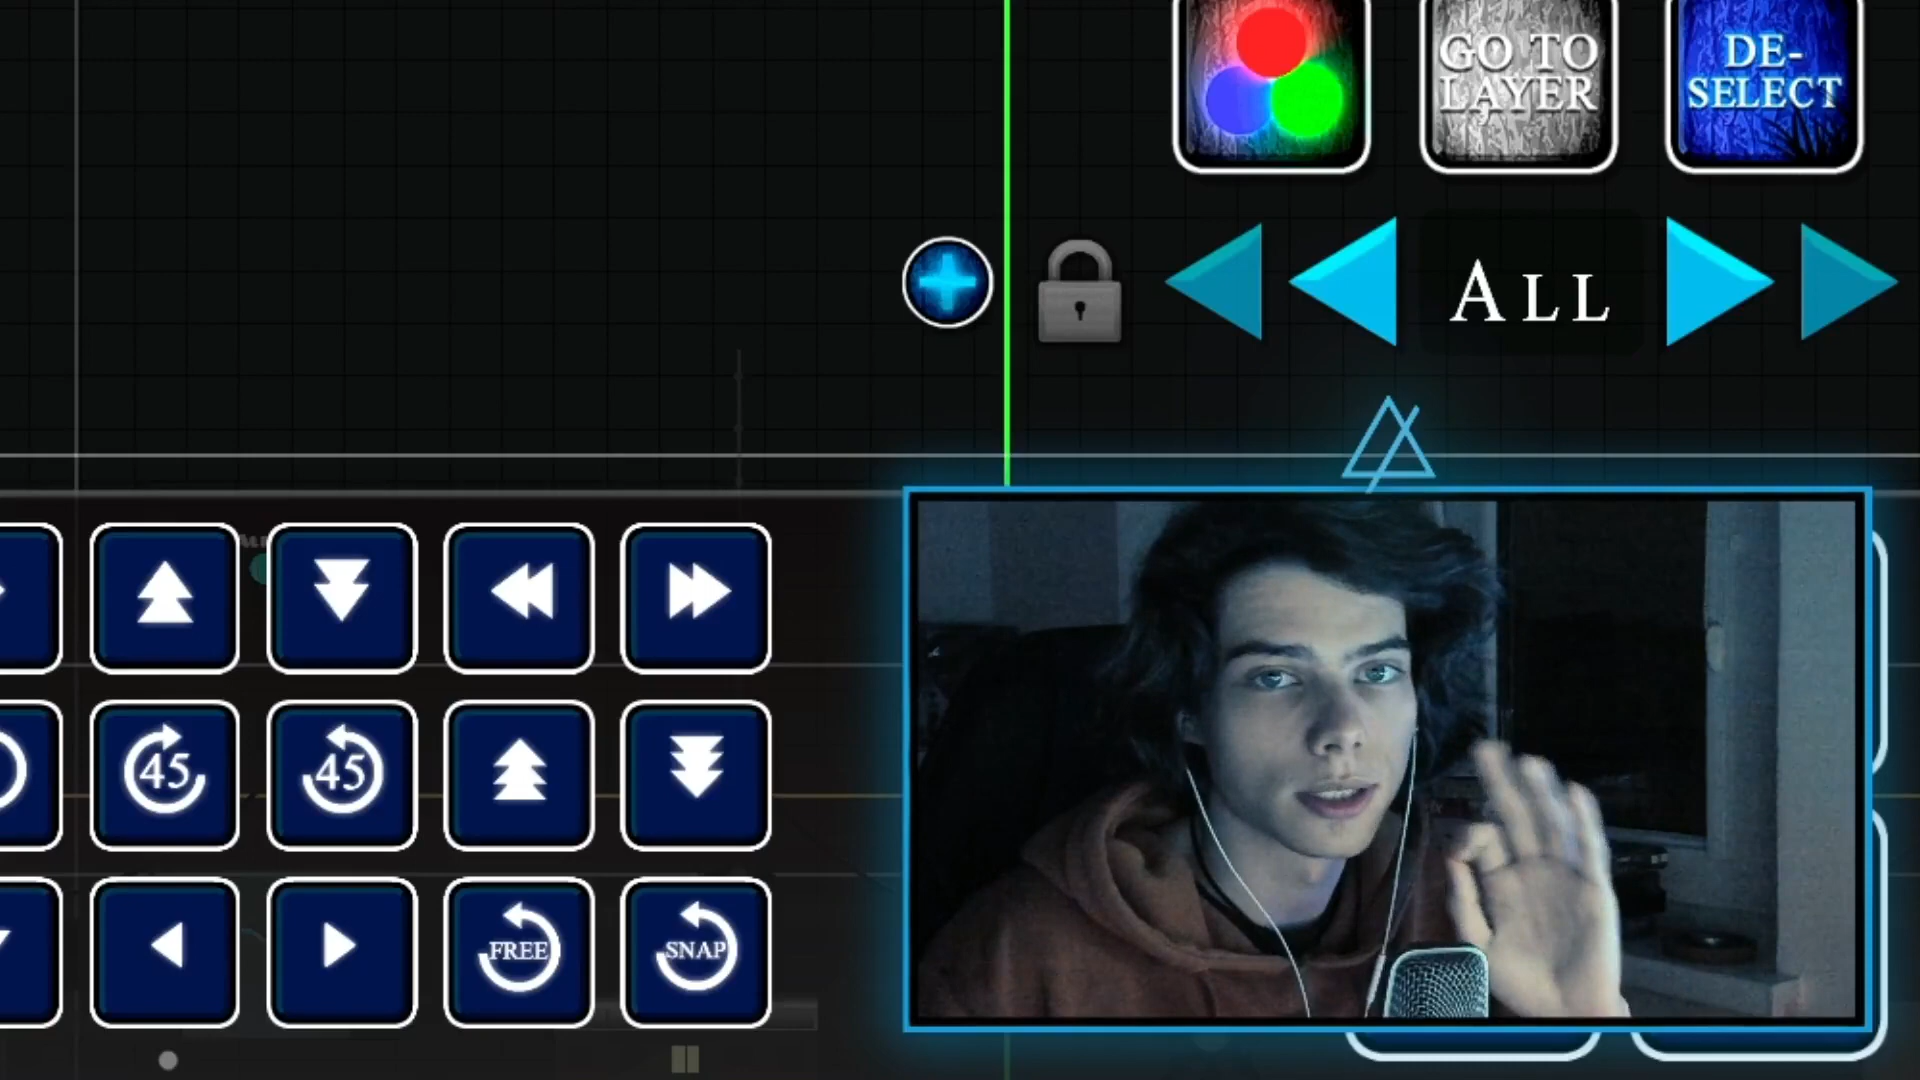 GO TO
LAYER
DE-
SELECT
ALL
45
45
FREE
SNAP